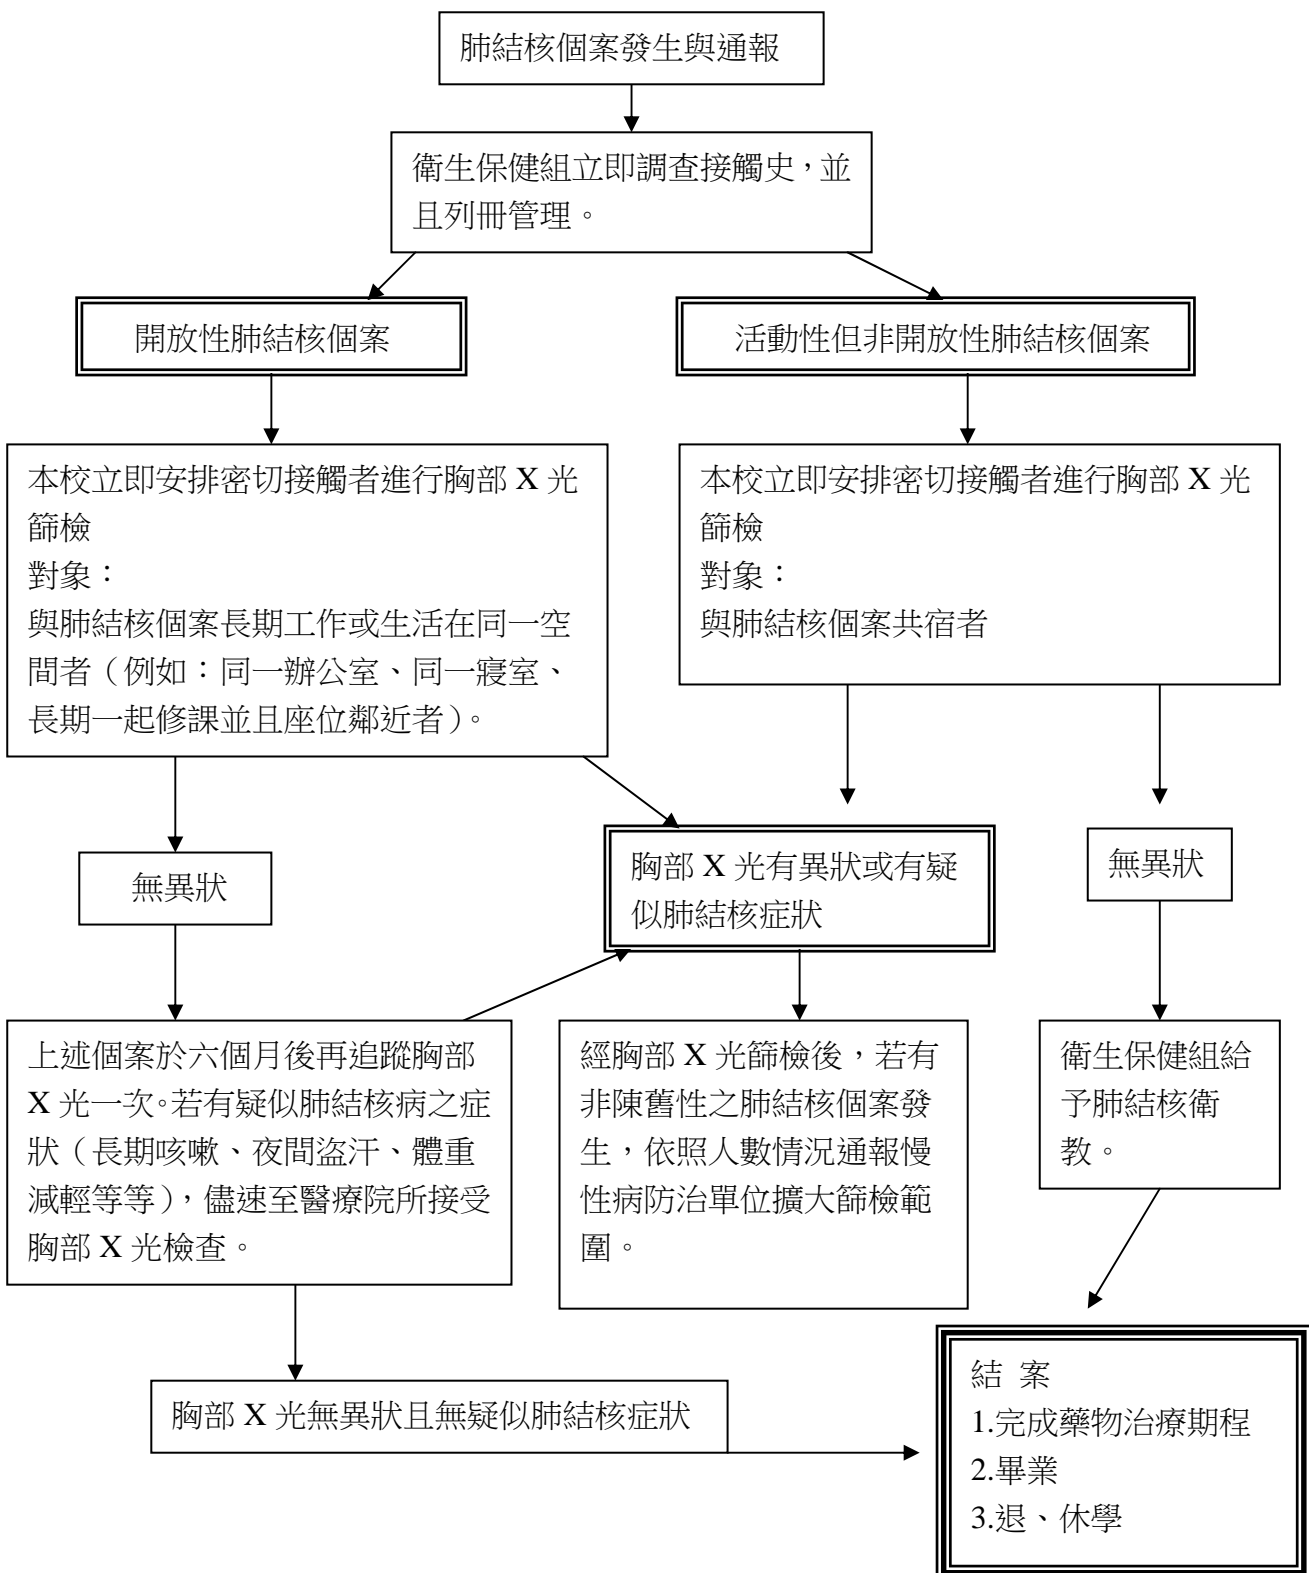 肺結核個案發生與通報
衛生保健組立即調查接觸史，並
且列冊管理。
開放性肺結核個案
活動性但非開放性肺結核個案
本校立即安排密切接觸者進行胸部 X 光
篩檢
對象：
與肺結核個案長期工作或生活在同一空
間者（例如：同一辦公室、同一寢室、
長期一起修課並且座位鄰近者）。
本校立即安排密切接觸者進行胸部 X 光
篩檢
對象：
與肺結核個案共宿者
無異狀
胸部 X 光有異狀或有疑
似肺結核症狀
無異狀
上述個案於六個月後再追蹤胸部
X 光一次。若有疑似肺結核病之症
狀（長期咳嗽、夜間盜汗、體重
減輕等等），儘速至醫療院所接受
胸部 X 光檢查。
經胸部 X 光篩檢後，若有
非陳舊性之肺結核個案發
生，依照人數情況通報慢
性病防治單位擴大篩檢範
圍。
衛生保健組給
予肺結核衛
教。
胸部 X 光無異狀且無疑似肺結核症狀
結 案
1.完成藥物治療期程
2.畢業
3.退、休學